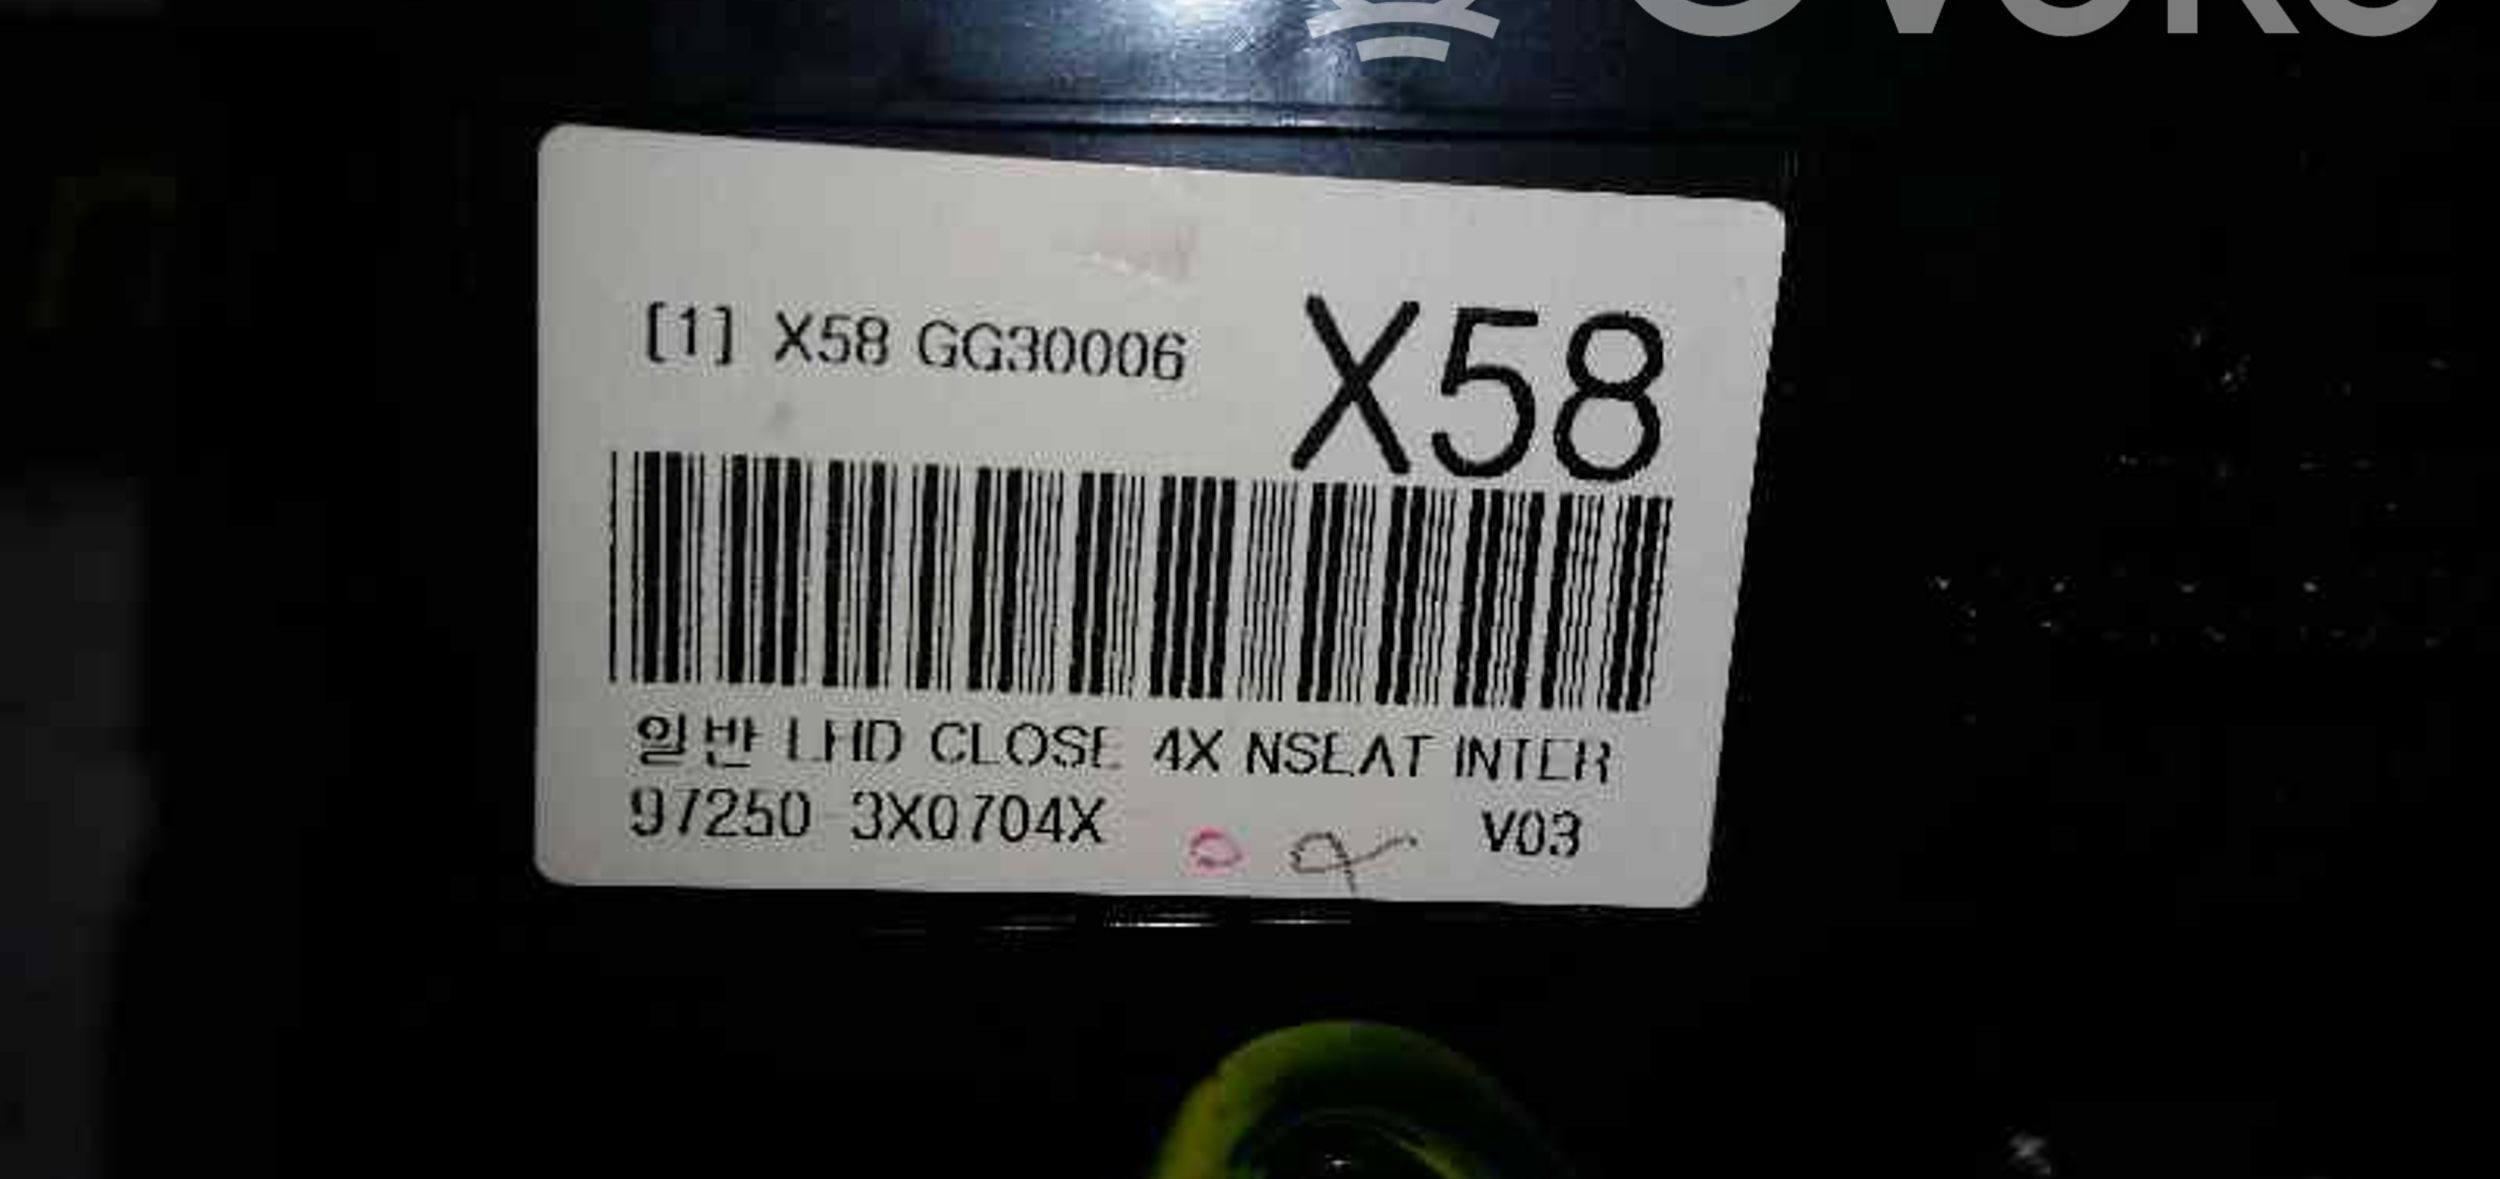 [1] X58 GG30006
X58
일반 LHD CLOSE 4X NSEAT INTER
97250 3X0704X V03